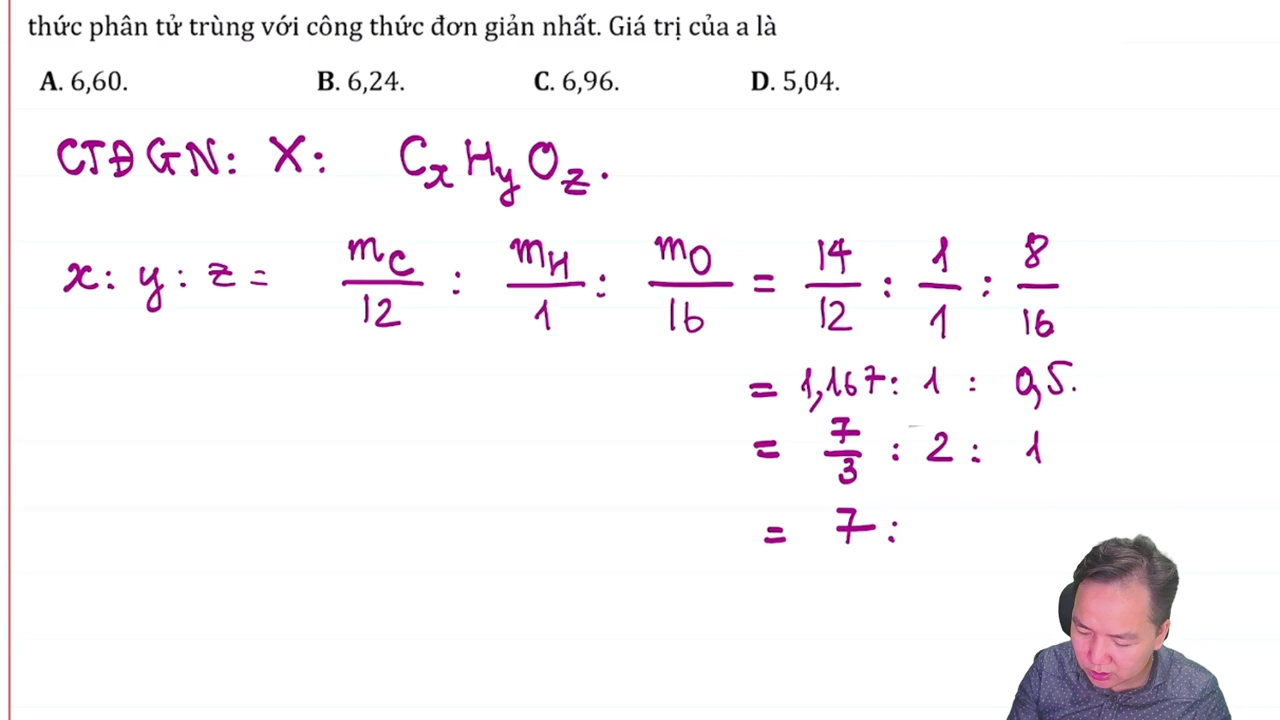 thức phân tử trùng với công thức đơn giản nhất. Giá trị của a là
A. 6,60. B. 6,24. C. 6,96. D. 5,04.
CTĐGN: X: CxHyOz.
x: y: z = mC/12 : mH/1 : mO/16 = 14/12 : 1/1 : 8/16
= 1,167: 1 : 0,5.
= 7/3 : 2 : 1
= 7 :